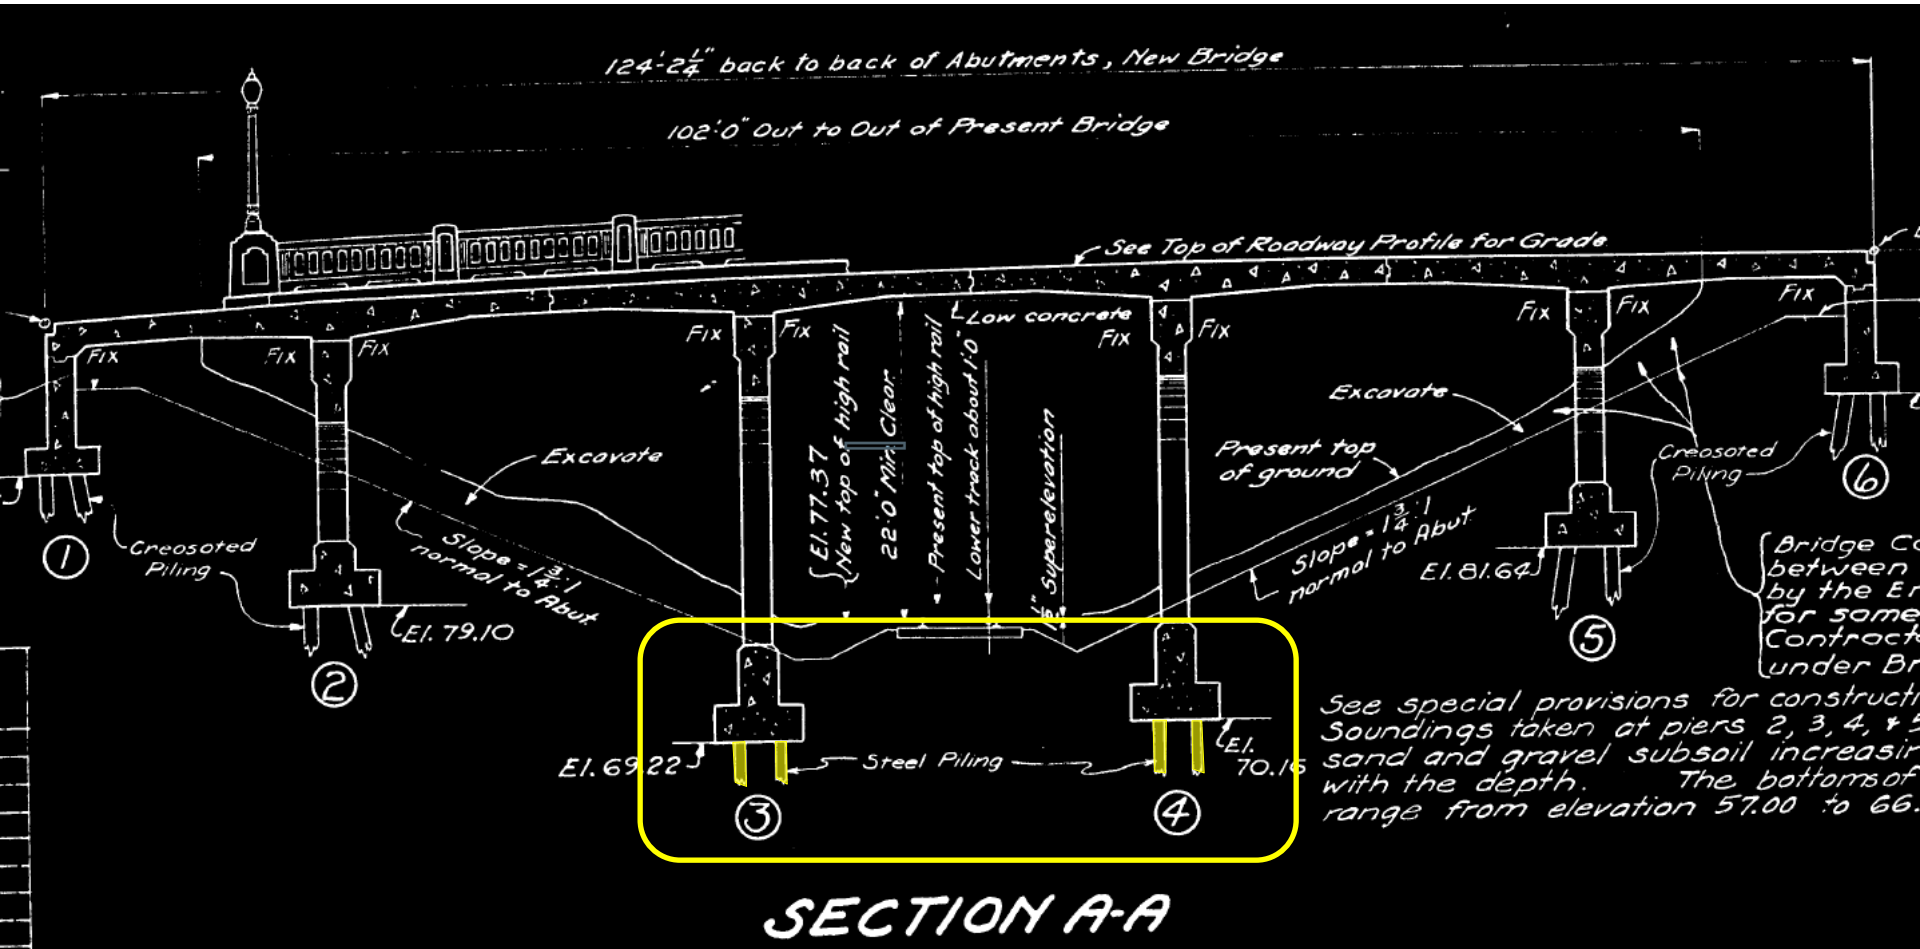 124'-2¼" back to back of Abutments, New Bridge
102'-0" Out to Out of Present Bridge
See Top of Roadway Profile for Grade
Fix
Fix
Fix
Fix
Fix
Low concrete
Fix
Fix
Fix
Fix
Fix
El. 77.37
New top of high rail
22'-0" Min. Clear
Present top of high rail
Lower track about 1'-0"
Superelevation
Excavate
Excavate
Present top
of ground
Slope = 1¾:1
normal to Abut.
Slope = 1¾:1
normal to Abut.
Creosoted
Piling
Creosoted
Piling
El. 79.10
El. 81.64
El. 69.22
El.
70.16
Steel Piling
1
2
3
4
5
6
Bridge Co
between
by the En
for same
Contracto
under Br
See special provisions for constructi
Soundings taken at piers 2, 3, 4, & 5
sand and gravel subsoil increasin
with the depth. The bottoms of
range from elevation 57.00 to 66.
SECTION A-A